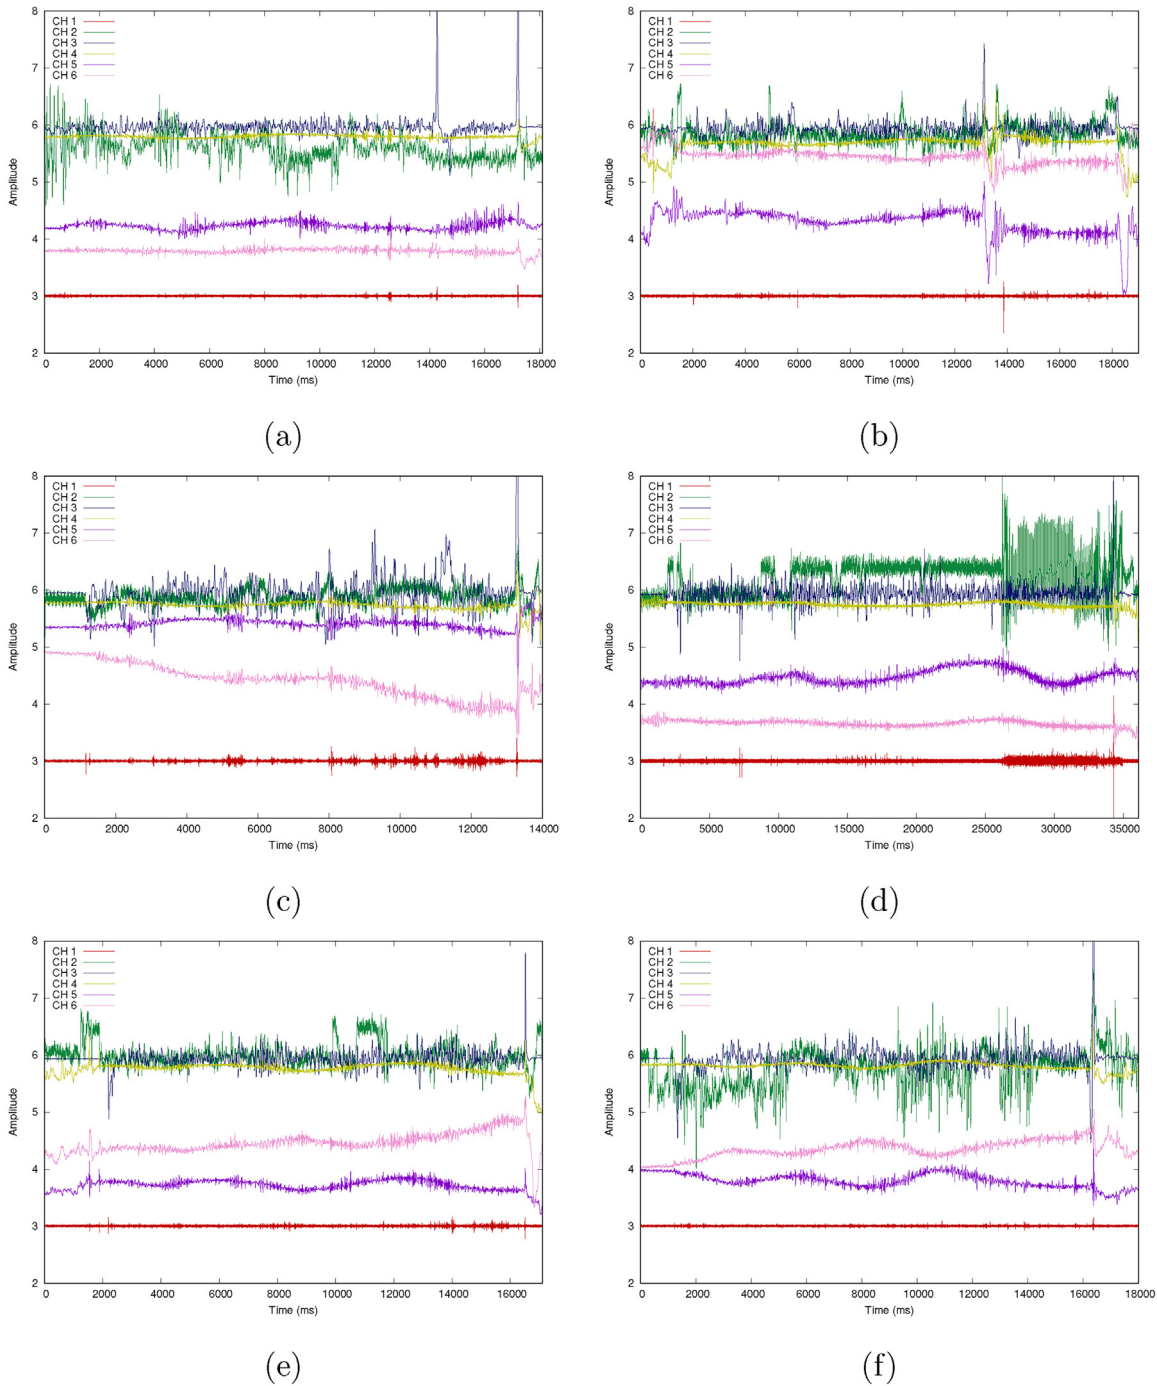 8
7
6
5
4
3
2
Amplitude
CH 1
CH 2
CH 3
CH 4
CH 5
CH 6
0 2000 4000 6000 8000 10000 12000 14000 16000 18000
Time (ms)
(a)
8
7
6
5
4
3
2
Amplitude
CH 1
CH 2
CH 3
CH 4
CH 5
CH 6
0 2000 4000 6000 8000 10000 12000 14000 16000 18000
Time (ms)
(b)
8
7
6
5
4
3
2
Amplitude
CH 1
CH 2
CH 3
CH 4
CH 5
CH 6
0 2000 4000 6000 8000 10000 12000 14000
Time (ms)
(c)
8
7
6
5
4
3
2
Amplitude
CH 1
CH 2
CH 3
CH 4
CH 5
CH 6
0 5000 10000 15000 20000 25000 30000 35000
Time (ms)
(d)
8
7
6
5
4
3
2
Amplitude
CH 1
CH 2
CH 3
CH 4
CH 5
CH 6
0 2000 4000 6000 8000 10000 12000 14000 16000
Time (ms)
(e)
8
7
6
5
4
3
2
Amplitude
CH 1
CH 2
CH 3
CH 4
CH 5
CH 6
0 2000 4000 6000 8000 10000 12000 14000 16000 18000
Time (ms)
(f)